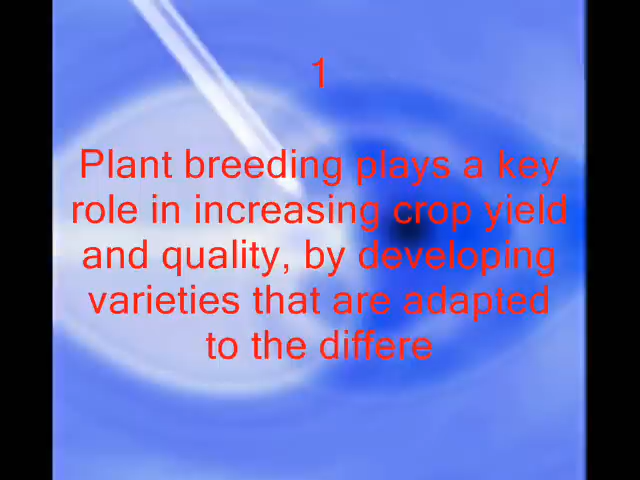 1
Plant breeding plays a key
role in increasing crop yield
and quality, by developing
varieties that are adapted
to the differe